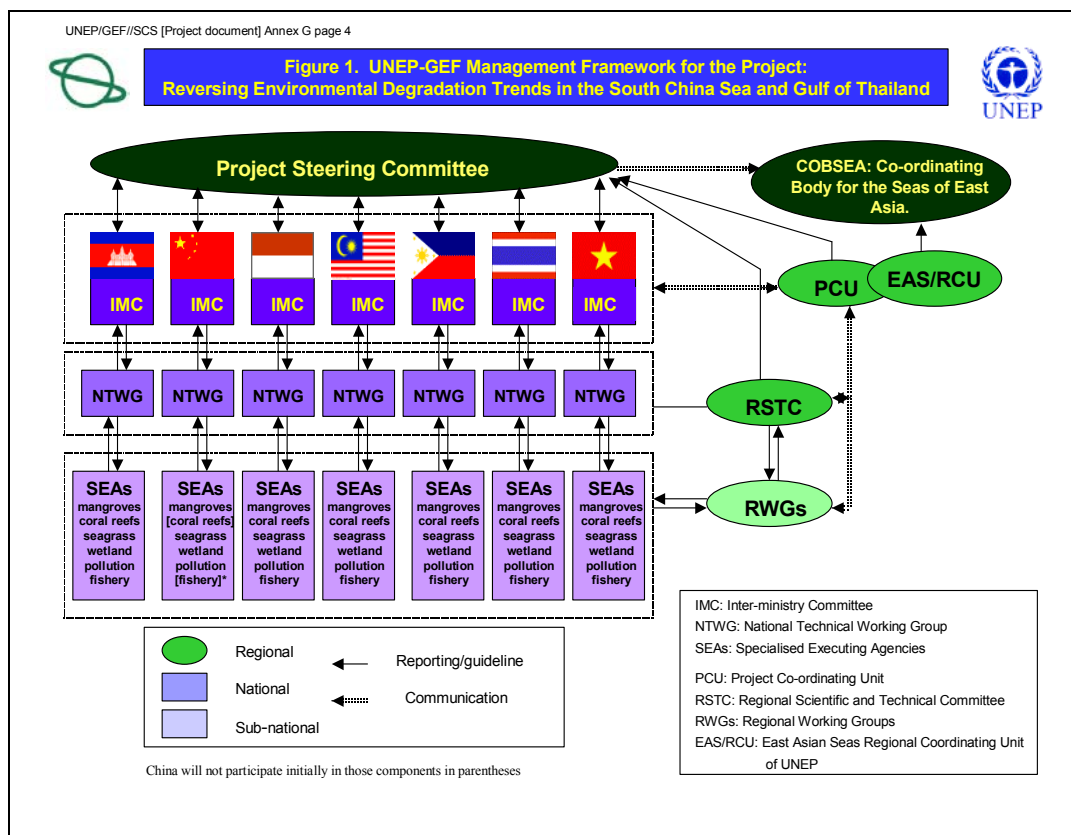 UNEP/GEF//SCS [Project document] Annex G page 4
Figure 1. UNEP-GEF Management Framework for the Project:
Reversing Environmental Degradation Trends in the South China Sea and Gulf of Thailand
UNEP
Project Steering Committee
COBSEA: Co-ordinating
Body for the Seas of East
Asia.
IMC IMC IMC IMC IMC IMC IMC
PCU
EAS/RCU
NTWG NTWG NTWG NTWG NTWG NTWG NTWG
RSTC
SEAs
mangroves
coral reefs
seagrass
wetland
pollution
fishery
SEAs
mangroves
[coral reefs]
seagrass
wetland
pollution
[fishery]*
SEAs
mangroves
coral reefs
seagrass
wetland
pollution
fishery
SEAs
mangroves
coral reefs
seagrass
wetland
pollution
fishery
SEAs
mangroves
coral reefs
seagrass
wetland
pollution
fishery
SEAs
mangroves
coral reefs
seagrass
wetland
pollution
fishery
SEAs
mangroves
coral reefs
seagrass
wetland
pollution
fishery
RWGs
Regional
National
Sub-national
Reporting/guideline
Communication
IMC: Inter-ministry Committee
NTWG: National Technical Working Group
SEAs: Specialised Executing Agencies
PCU: Project Co-ordinating Unit
RSTC: Regional Scientific and Technical Committee
RWGs: Regional Working Groups
EAS/RCU: East Asian Seas Regional Coordinating Unit
of UNEP
China will not participate initially in those components in parentheses